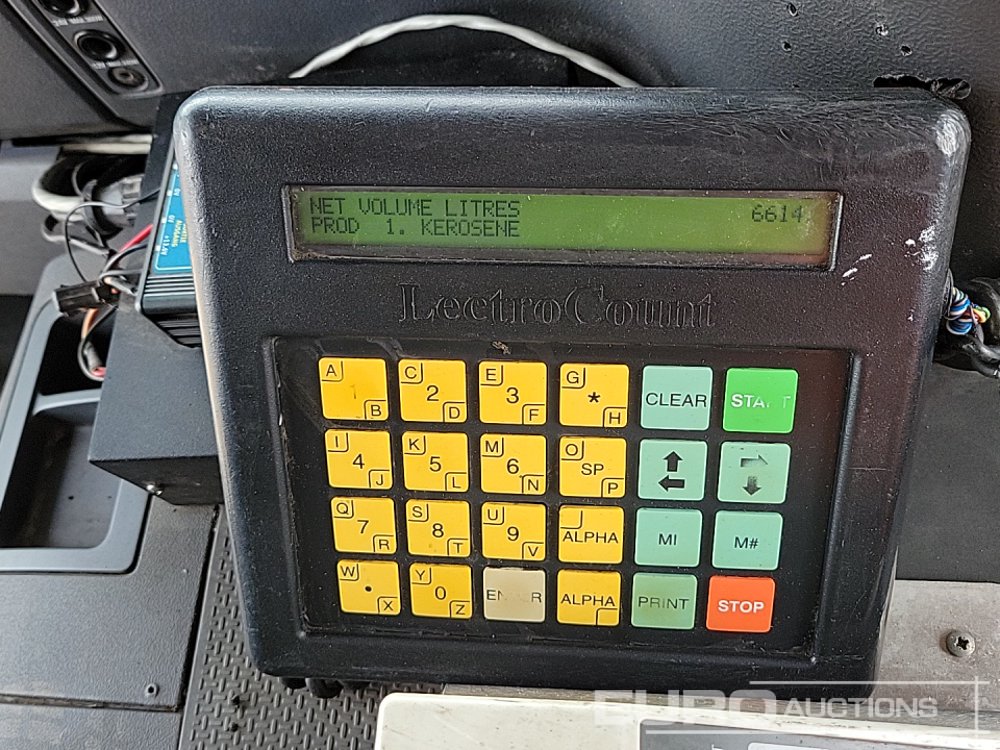 NET VOLUME LITRES 6614
PROD 1. KEROSENE
LectroCount
A 1 B C 2 D E 3 F G * H CLEAR START
I 4 J K 5 L M 6 N O SP P
Q 7 R S 8 T U 9 V ALPHA MI M#
W . X Y 0 Z ENTER ALPHA PRINT STOP
EURO AUCTIONS